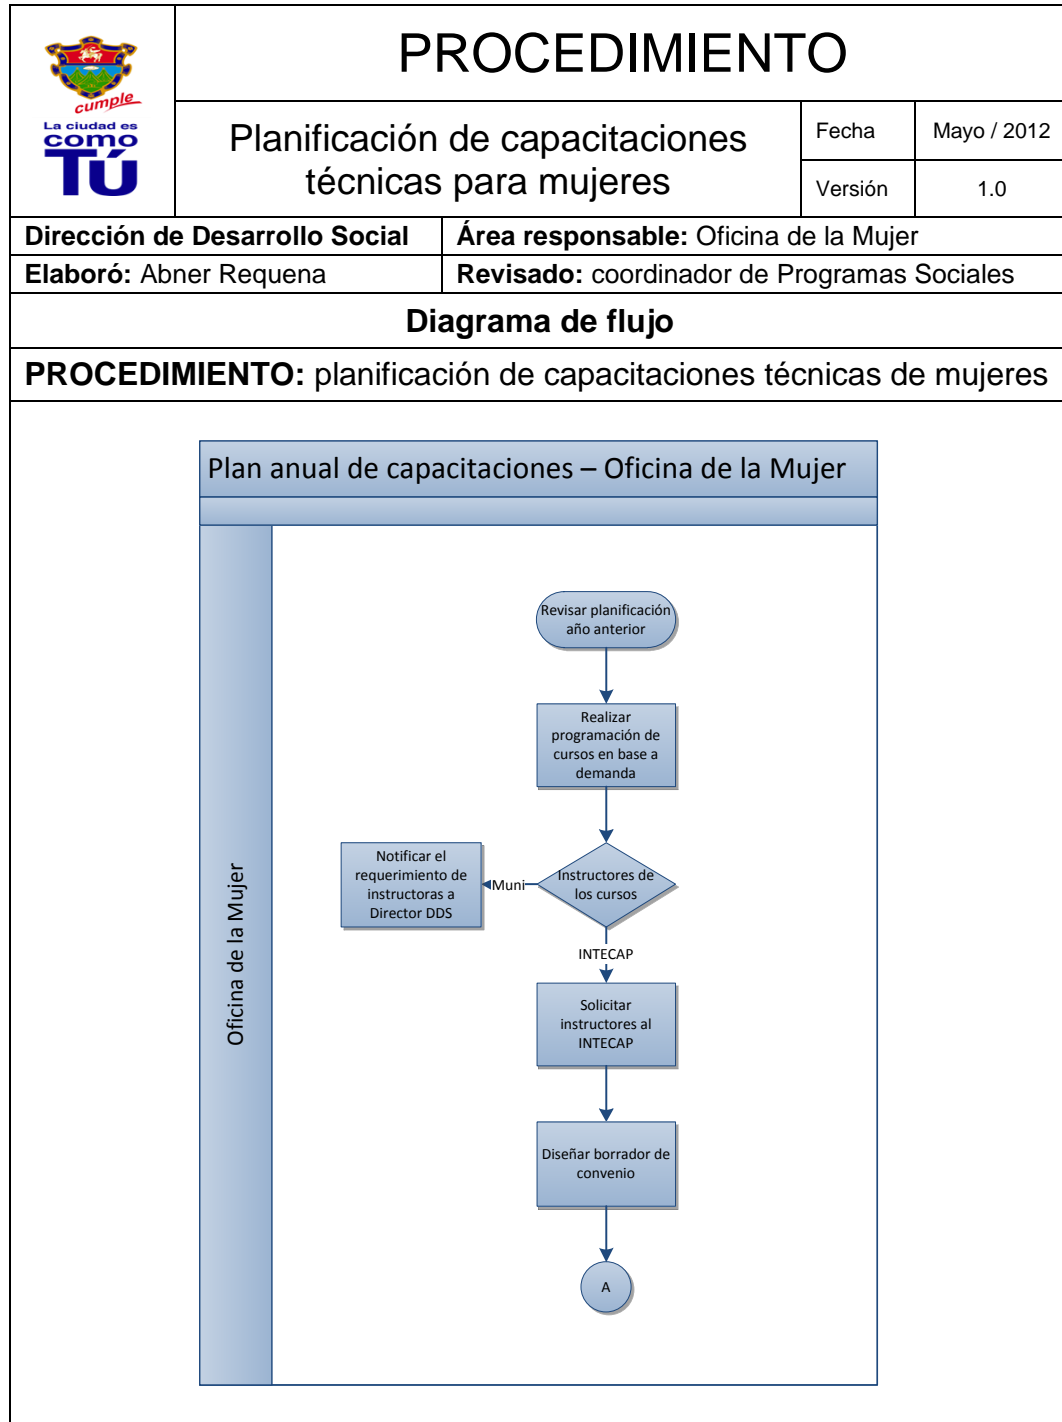 PROCEDIMIENTO
cumple
La ciudad es
como
TÚ
Planificación de capacitaciones
técnicas para mujeres
Fecha
Mayo / 2012
Versión
1.0
Dirección de Desarrollo Social
Área responsable: Oficina de la Mujer
Elaboró: Abner Requena
Revisado: coordinador de Programas Sociales
Diagrama de flujo
PROCEDIMIENTO: planificación de capacitaciones técnicas de mujeres
Plan anual de capacitaciones – Oficina de la Mujer
Oficina de la Mujer
Revisar planificación
año anterior
Realizar
programación de
cursos en base a
demanda
Instructores de
los cursos
Muni
Notificar el
requerimiento de
instructoras a
Director DDS
INTECAP
Solicitar
instructores al
INTECAP
Diseñar borrador de
convenio
A